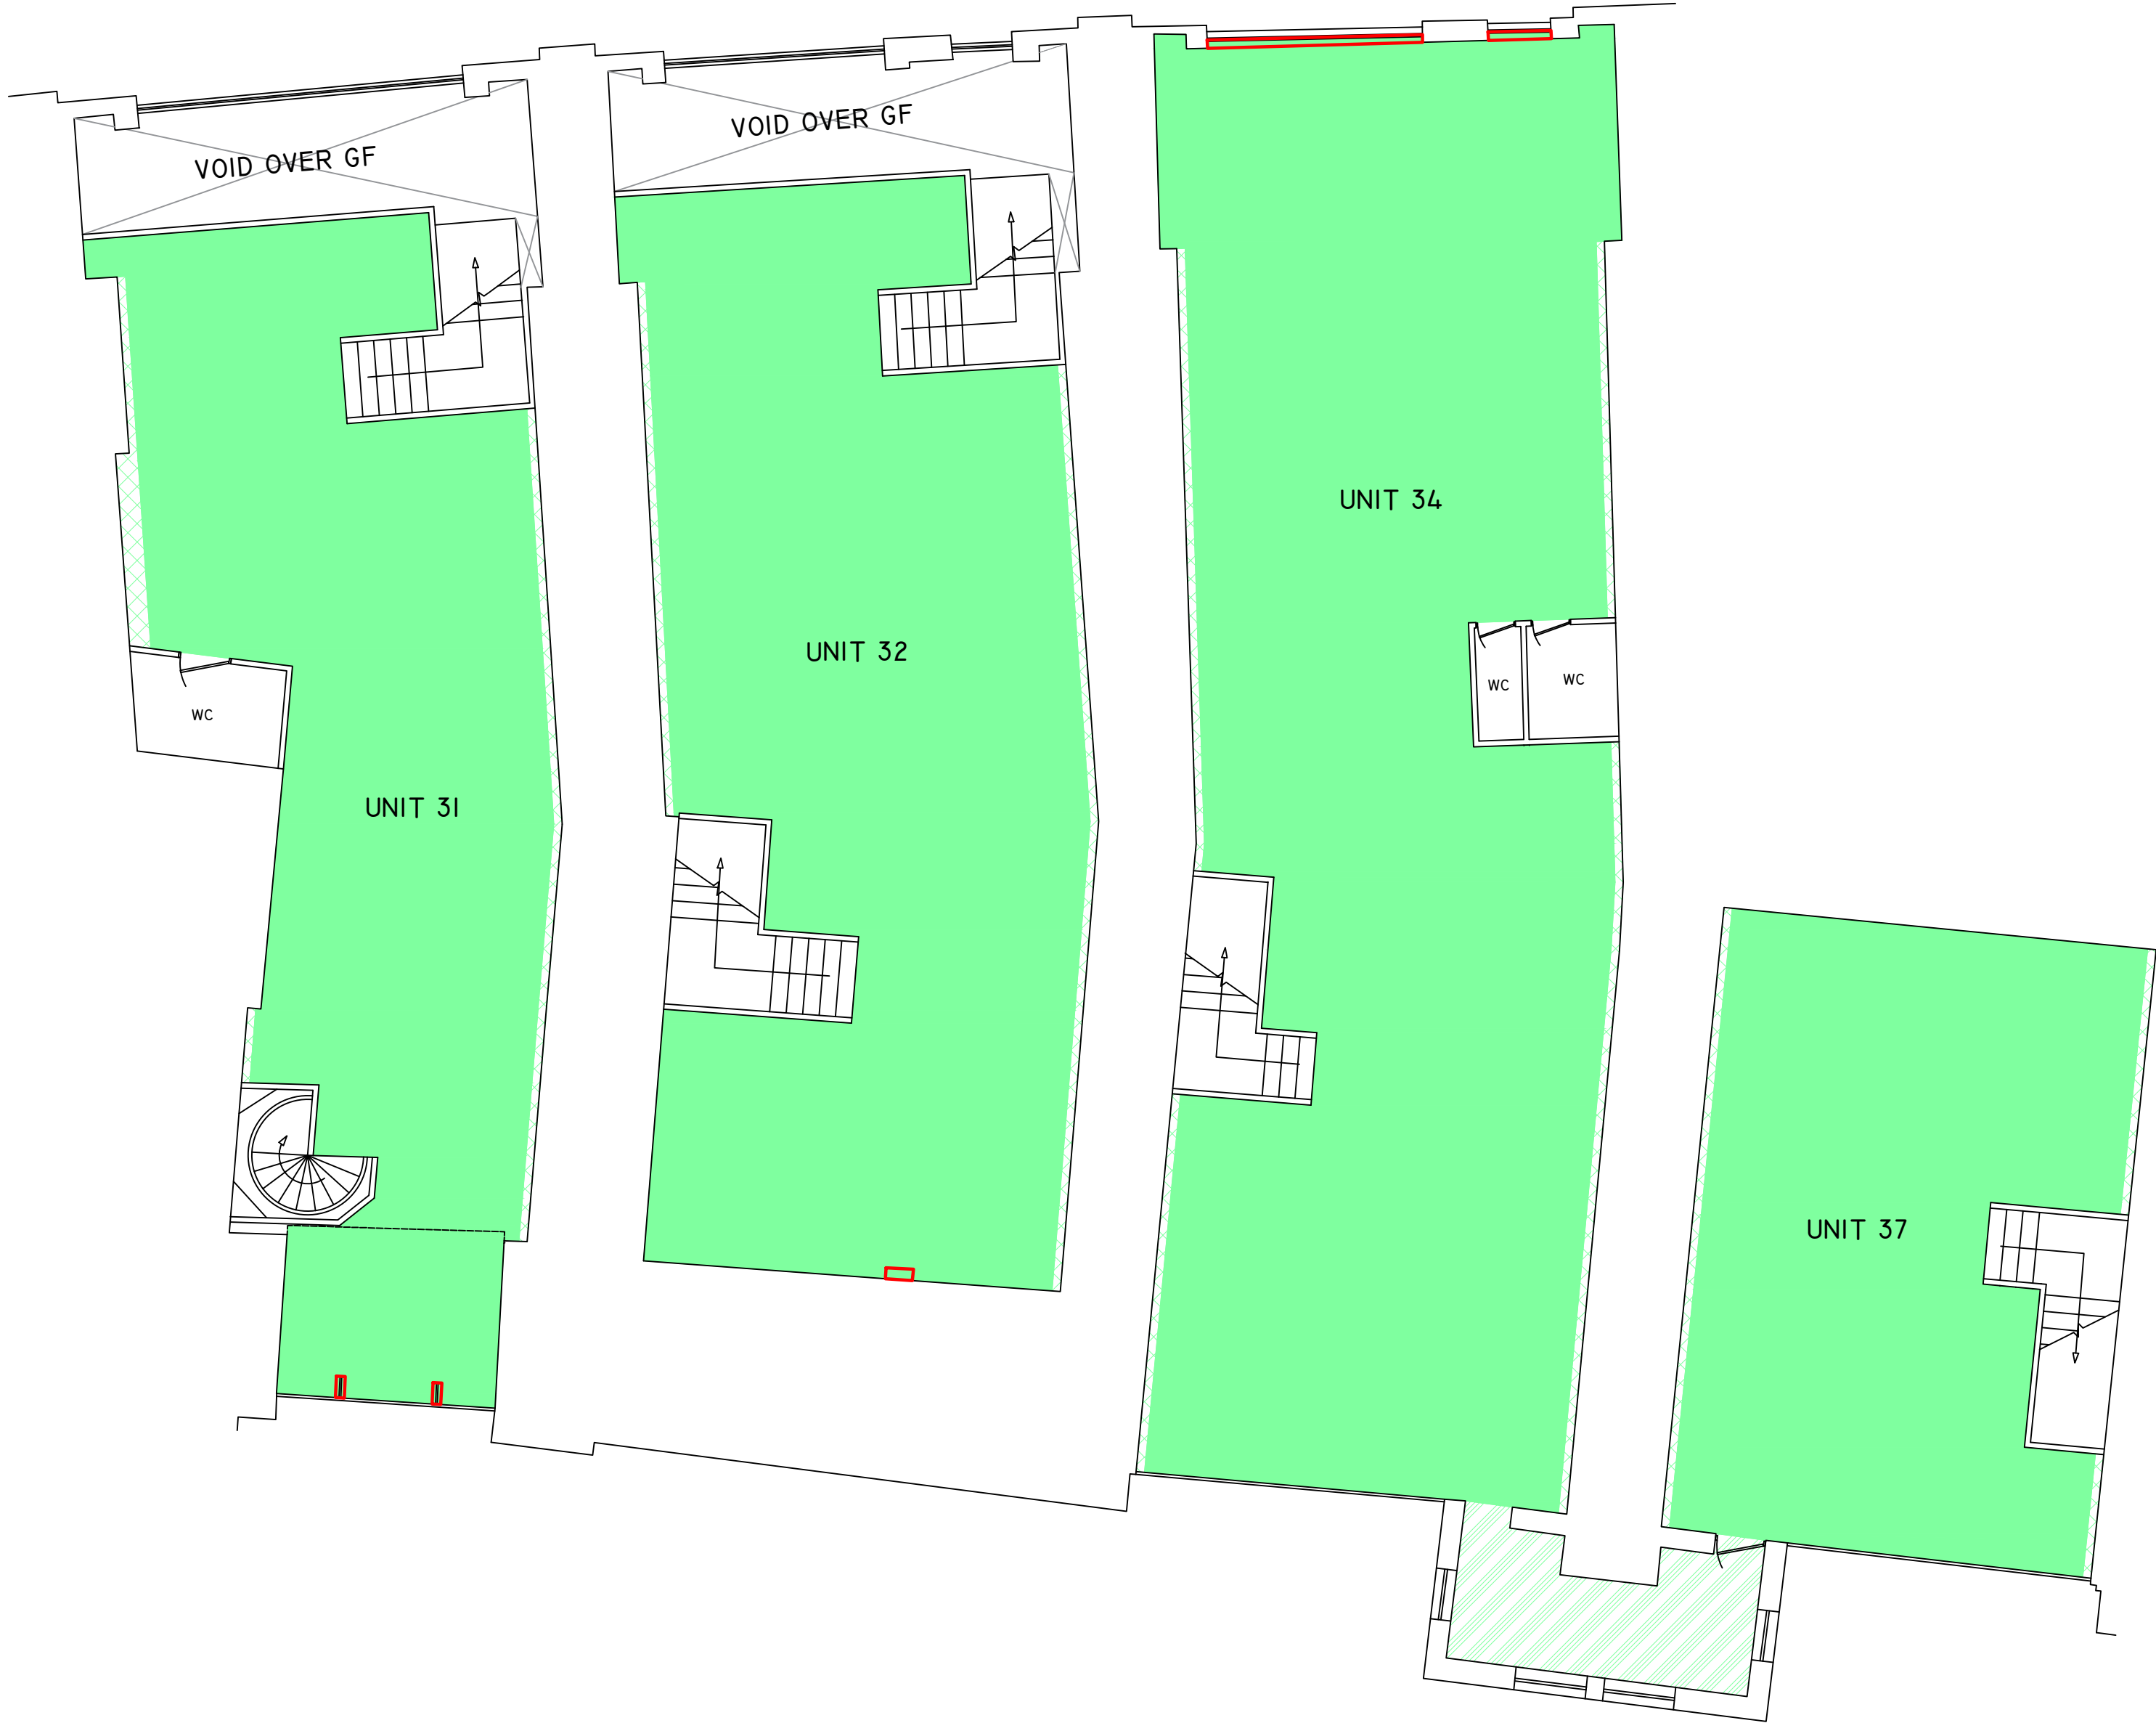 VOID OVER GF
VOID OVER GF
UNIT 34
UNIT 32
WC
WC
WC
UNIT 31
UNIT 37